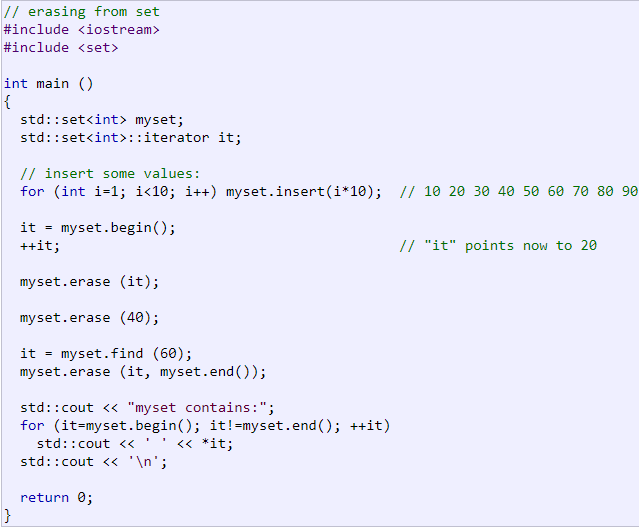 // erasing from set
#include <iostream>
#include <set>

int main ()
{
  std::set<int> myset;
  std::set<int>::iterator it;

  // insert some values:
  for (int i=1; i<10; i++) myset.insert(i*10);  // 10 20 30 40 50 60 70 80 90

  it = myset.begin();
  ++it;                                         // "it" points now to 20

  myset.erase (it);

  myset.erase (40);

  it = myset.find (60);
  myset.erase (it, myset.end());

  std::cout << "myset contains:";
  for (it=myset.begin(); it!=myset.end(); ++it)
    std::cout << ' ' << *it;
  std::cout << '\n';

  return 0;
}